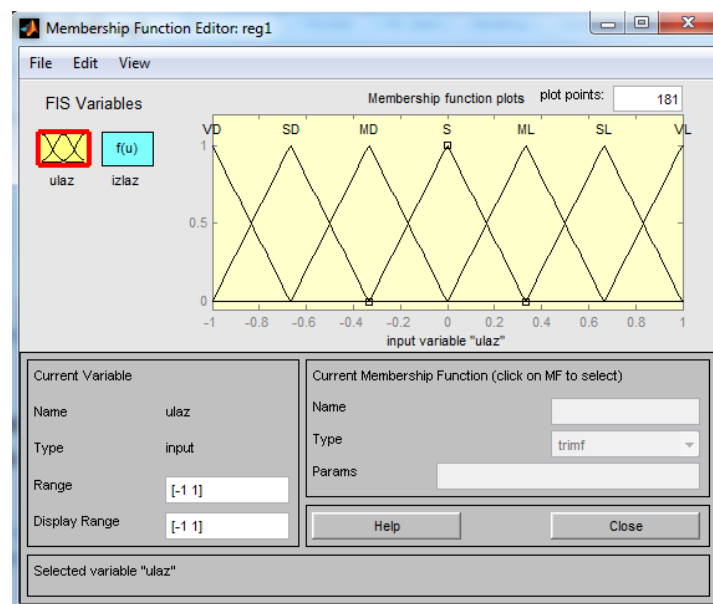 Membership Function Editor: reg1
File Edit View
FIS Variables
f(u)
ulaz izlaz
Membership function plots plot points: 181
VD SD MD S ML SL VL
1
0.5
0
-1 -0.8 -0.6 -0.4 -0.2 0 0.2 0.4 0.6 0.8 1
input variable "ulaz"
Current Variable
Name ulaz
Type input
Range [-1 1]
Display Range [-1 1]
Current Membership Function (click on MF to select)
Name
Type trimf
Params
Help Close
Selected variable "ulaz"